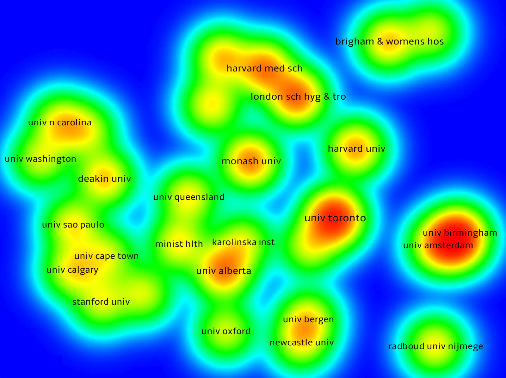 brigham & womens hos
harvard med sch
london sch hyg & tro
univ n carolina
harvard univ
univ washington
monash univ
deakin univ
univ queensland
univ toronto
univ sao paulo
univ birmingham
minist hlth
karolinska inst
univ amsterdam
univ cape town
univ calgary
univ alberta
stanford univ
univ bergen
univ oxford
newcastle univ
radboud univ nijmege